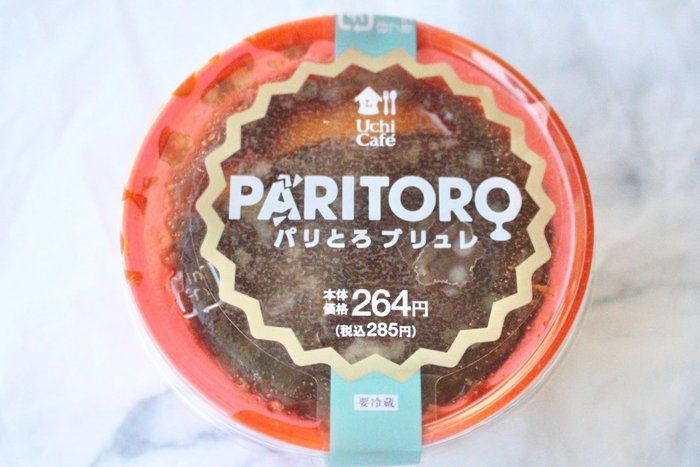 Uchi
Café
PARITORO
パリとろ ブリュレ
本体
価格 264円
(税込285円)
要冷蔵